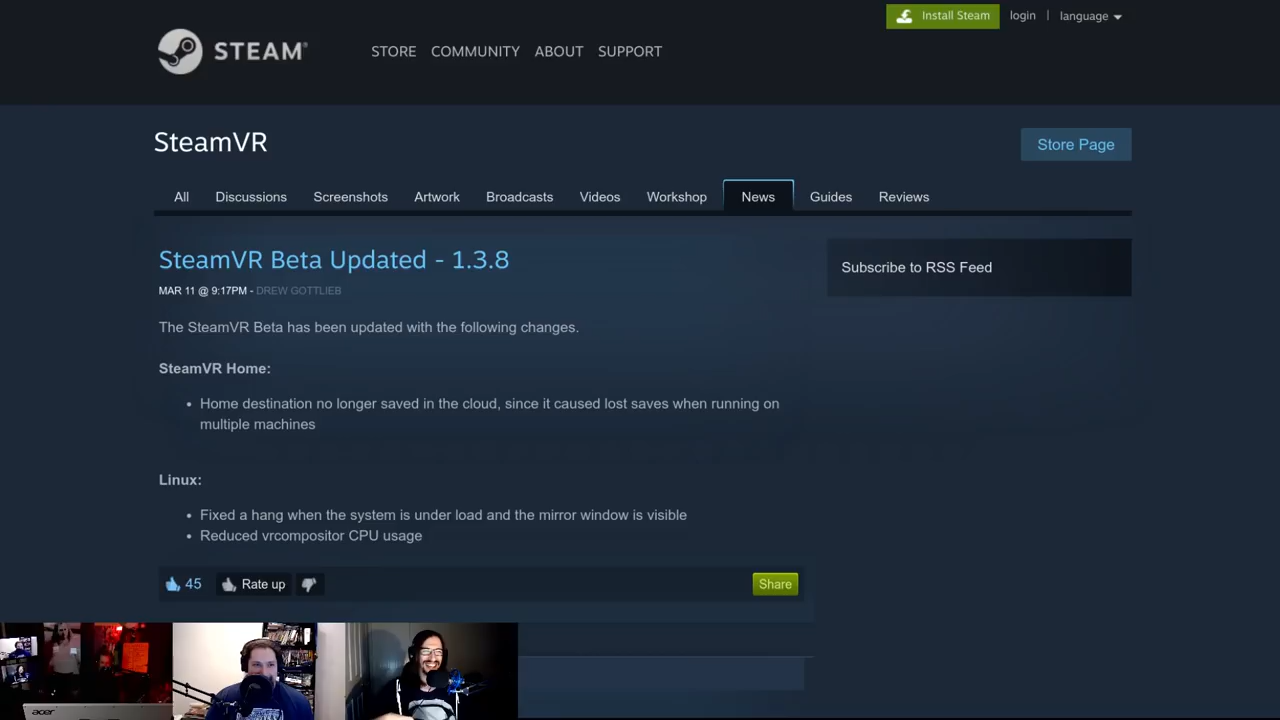 Install Steam
login
|
language
STEAM
STORE
COMMUNITY
ABOUT
SUPPORT
SteamVR
Store Page
All
Discussions
Screenshots
Artwork
Broadcasts
Videos
Workshop
News
Guides
Reviews
SteamVR Beta Updated - 1.3.8
MAR 11 @ 9:17PM - DREW GOTTLIEB
Subscribe to RSS Feed
The SteamVR Beta has been updated with the following changes.
SteamVR Home:
• Home destination no longer saved in the cloud, since it caused lost saves when running on
multiple machines
Linux:
• Fixed a hang when the system is under load and the mirror window is visible
• Reduced vrcompositor CPU usage
45
Rate up
Share
acer